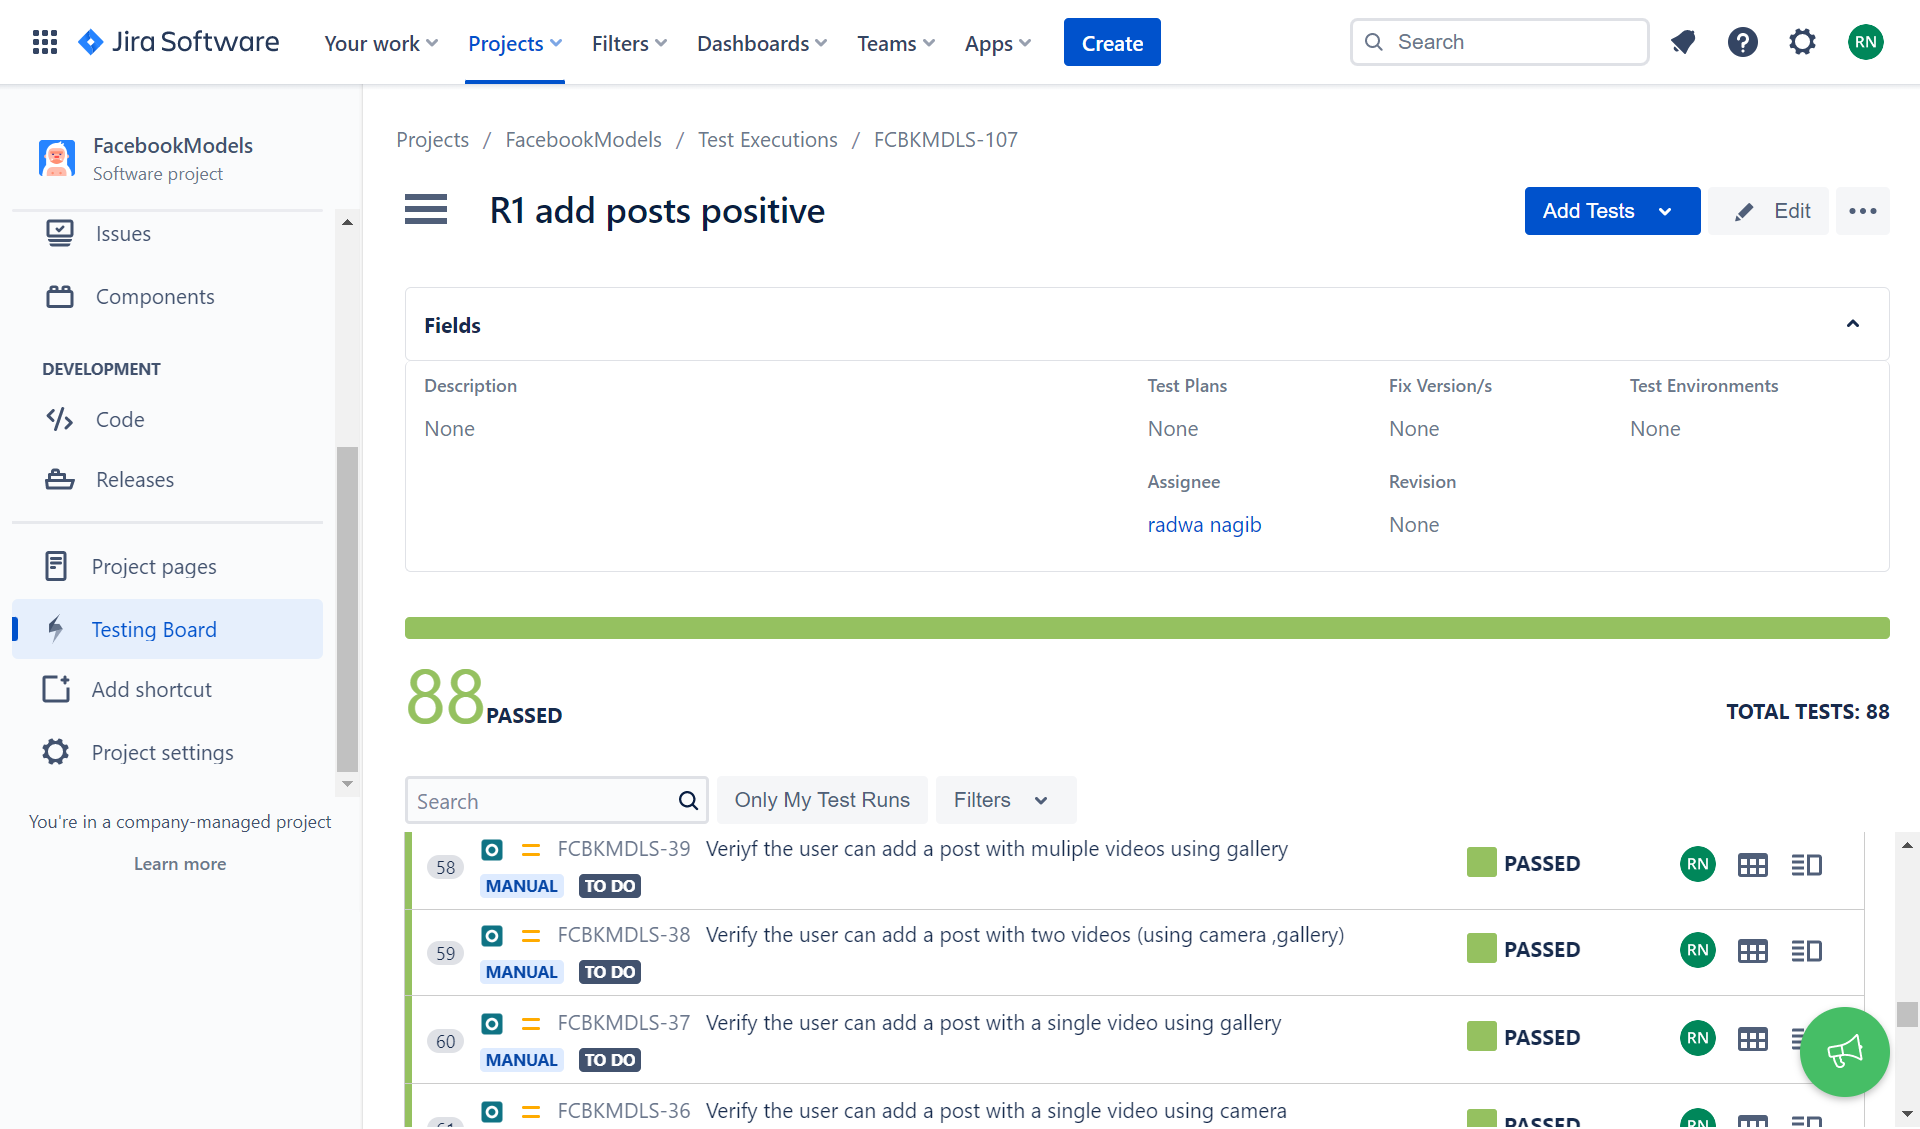 Jira Software
Your work
Projects
Filters
Dashboards
Teams
Apps
Create
Search
RN
FacebookModels
Software project
Issues
Components
DEVELOPMENT
Code
Releases
Project pages
Testing Board
Add shortcut
Project settings
You're in a company-managed project
Learn more
Projects / FacebookModels / Test Executions / FCBKMDLS-107
R1 add posts positive
Add Tests
Edit
Fields
Description
None
Test Plans
None
Fix Version/s
None
Test Environments
None
Assignee
radwa nagib
Revision
None
88 PASSED
TOTAL TESTS: 88
Search
Only My Test Runs
Filters
58 FCBKMDLS-39 Veriyf the user can add a post with muliple videos using gallery
MANUAL TO DO
PASSED RN
59 FCBKMDLS-38 Verify the user can add a post with two videos (using camera ,gallery)
MANUAL TO DO
PASSED RN
60 FCBKMDLS-37 Verify the user can add a post with a single video using gallery
MANUAL TO DO
PASSED RN
61 FCBKMDLS-36 Verify the user can add a post with a single video using camera
PASSED RN